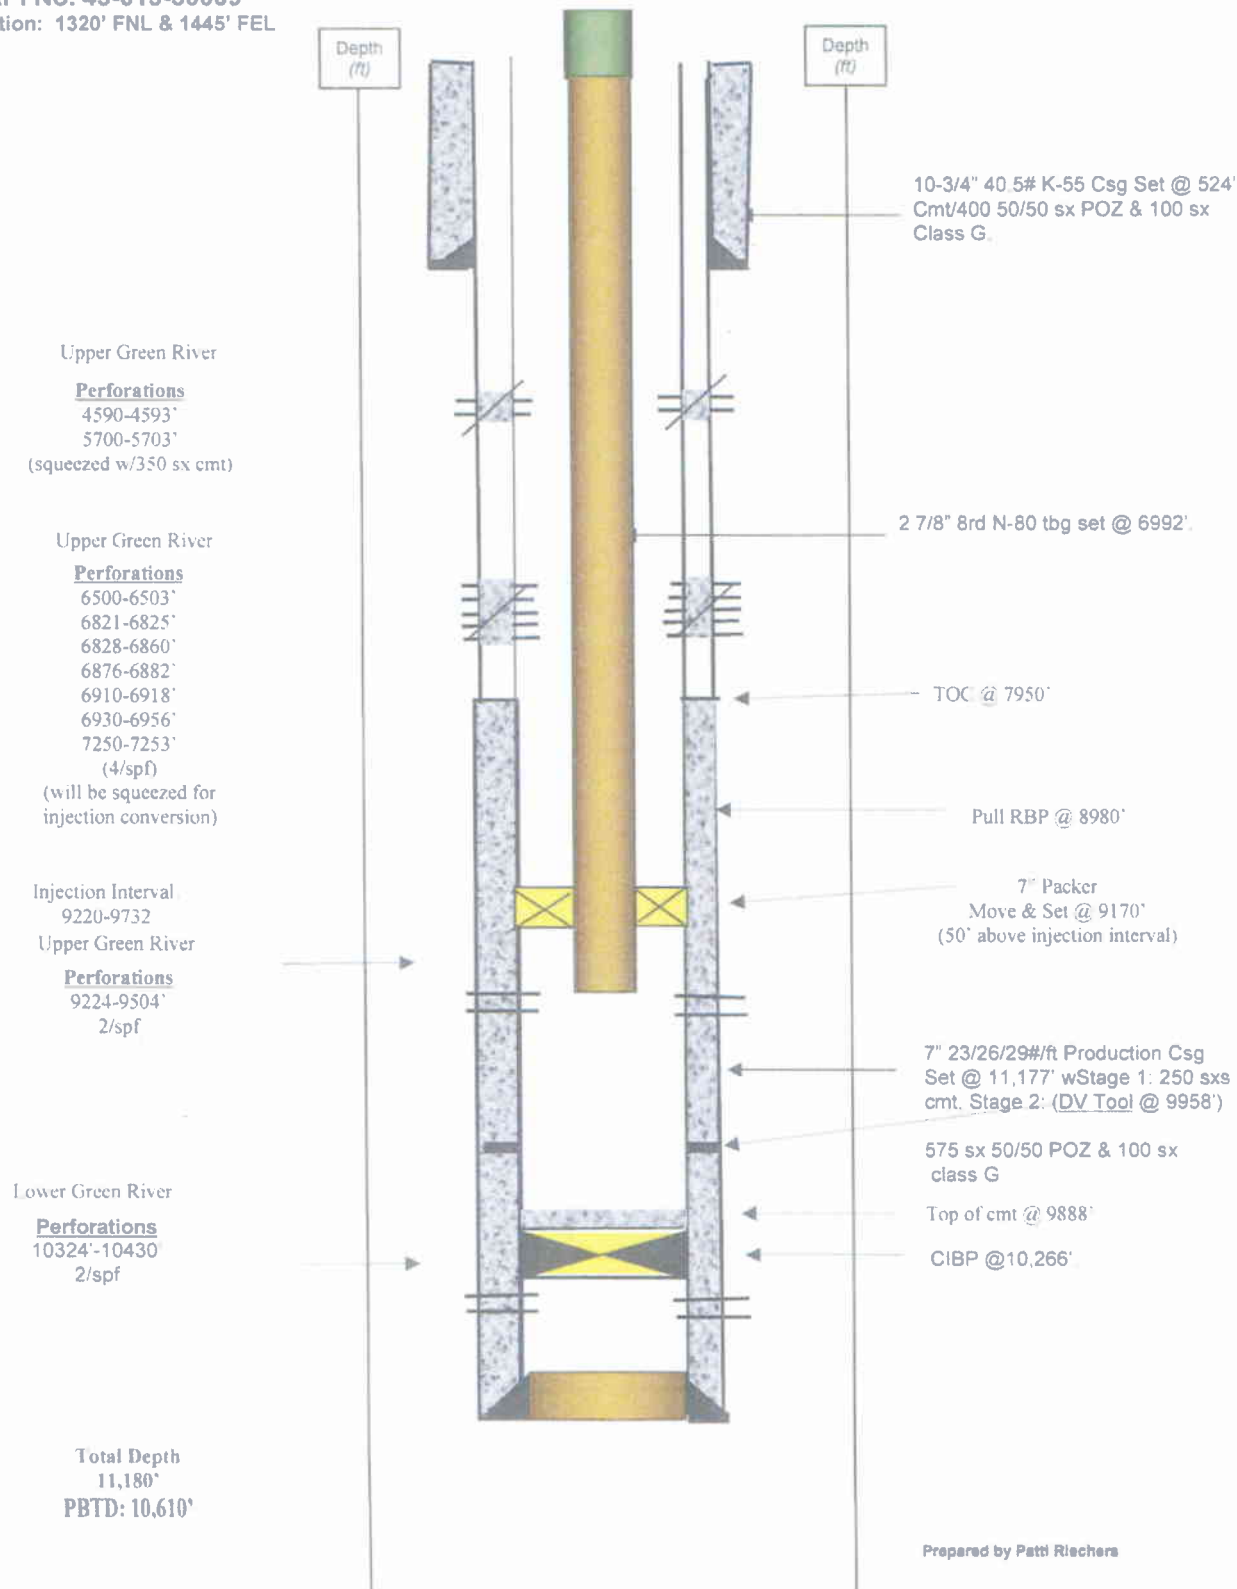 tion: 1320' FNL & 1445' FEL
Depth
(ft)
Depth
(ft)
10-3/4" 40.5# K-55 Csg Set @ 524'
Cmt/400 50/50 sx POZ & 100 sx
Class G.
Upper Green River
Perforations
4590-4593'
5700-5703'
(squeezed w/350 sx cmt)
2 7/8" 8rd N-80 tbg set @ 6992'.
Upper Green River
Perforations
6500-6503'
6821-6825'
6828-6860'
6876-6882'
6910-6918'
6930-6956'
7250-7253'
(4/spf)
(will be squeezed for
injection conversion)
TOC @ 7950'
Pull RBP @ 8980'
7" Packer
Move & Set @ 9170'
(50' above injection interval)
Injection Interval
9220-9732
Upper Green River
Perforations
9224-9504'
2/spf
7" 23/26/29#/ft Production Csg
Set @ 11,177' wStage 1: 250 sxs
cmt. Stage 2: (DV Tool @ 9958')
575 sx 50/50 POZ & 100 sx
class G
Top of cmt @ 9888'
CIBP @10,266'
Lower Green River
Perforations
10324'-10430'
2/spf
Total Depth
11,180'
PBTD: 10,610'
Prepared by Patti Riechers